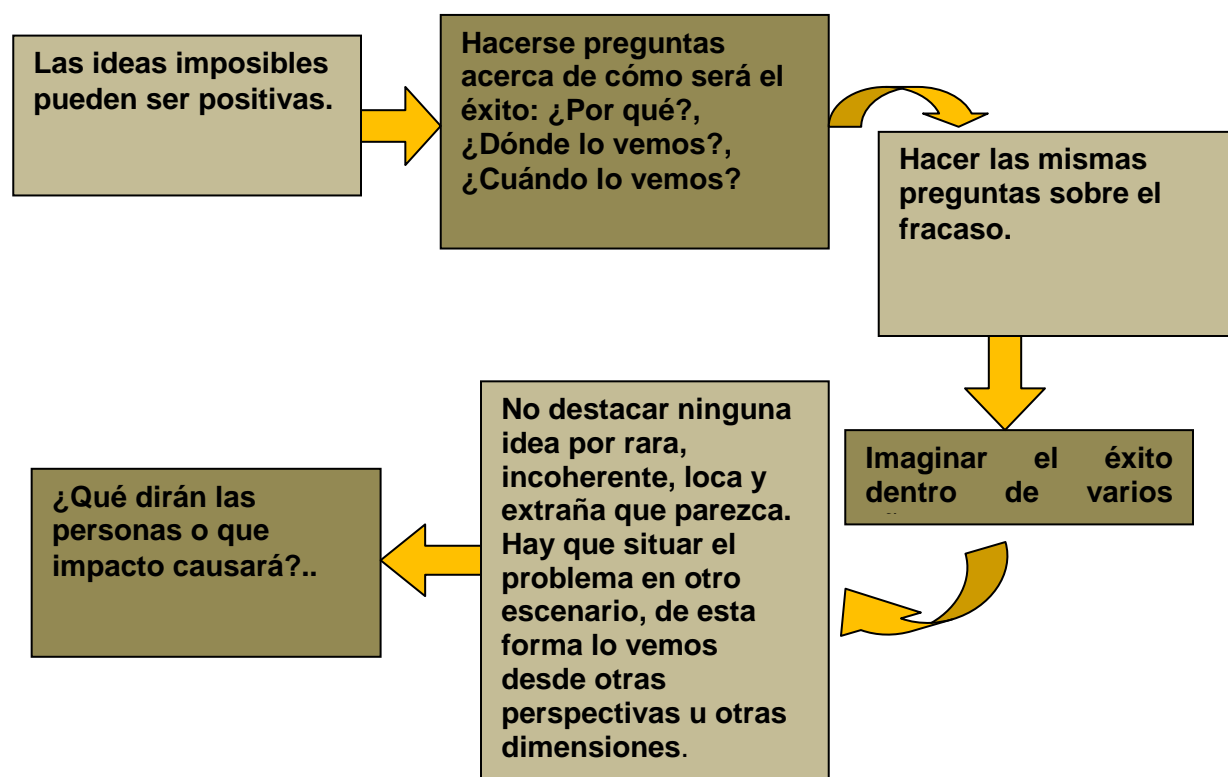 Las ideas imposibles
pueden ser positivas.
Hacerse preguntas
acerca de cómo será el
éxito: ¿Por qué?,
¿Dónde lo vemos?,
¿Cuándo lo vemos?
Hacer las mismas
preguntas sobre el
fracaso.
Imaginar el éxito
dentro de varios
No destacar ninguna
idea por rara,
incoherente, loca y
extraña que parezca.
Hay que situar el
problema en otro
escenario, de esta
forma lo vemos
desde otras
perspectivas u otras
dimensiones.
¿Qué dirán las
personas o que
impacto causará?..